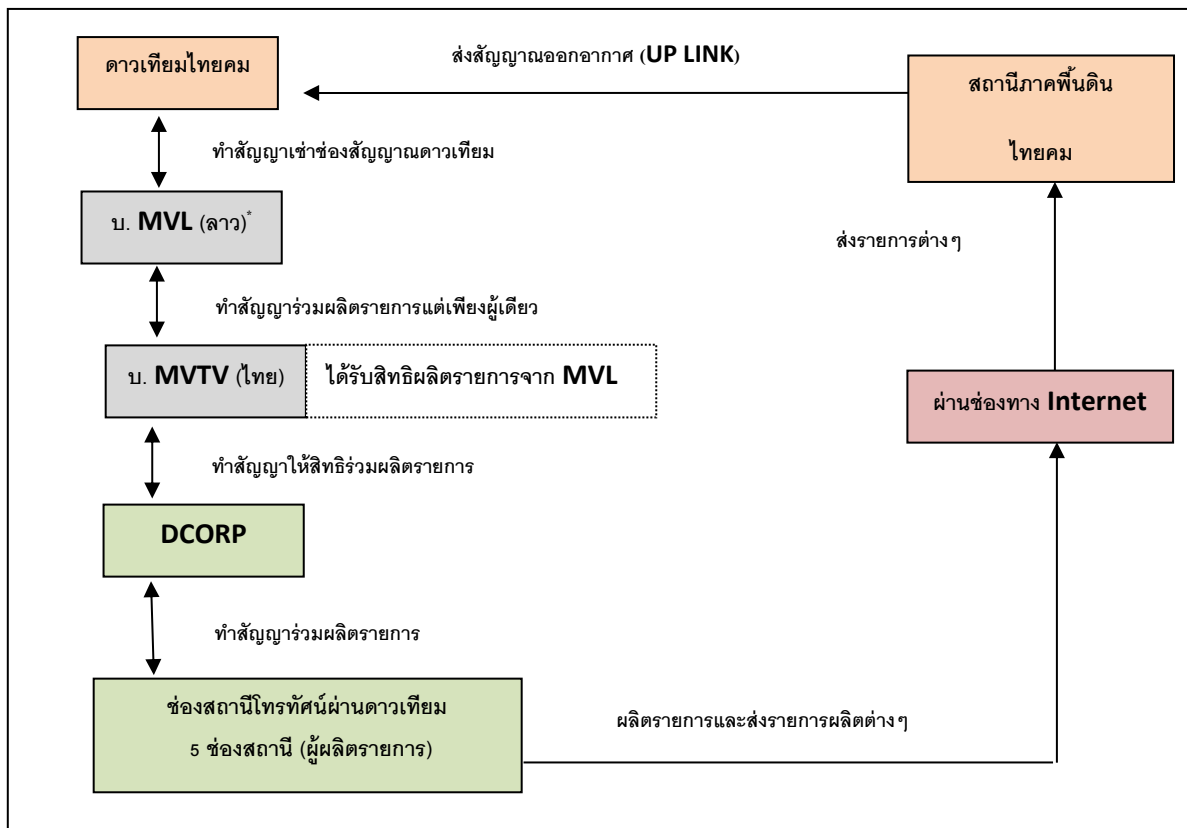 ดาวเทียมไทยคม
ส่งสัญญาณออกอากาศ (UP LINK)
สถานีภาคพื้นดิน
ไทยคม
ทำสัญญาเช่าช่องสัญญาณดาวเทียม
บ. MVL (ลาว)*
ส่งรายการต่างๆ
ทำสัญญาร่วมผลิตรายการแต่เพียงผู้เดียว
บ. MVTV (ไทย)
ได้รับสิทธิผลิตรายการจาก MVL
ผ่านช่องทาง Internet
ทำสัญญาให้สิทธิร่วมผลิตรายการ
DCORP
ทำสัญญาร่วมผลิตรายการ
ช่องสถานีโทรทัศน์ผ่านดาวเทียม
5 ช่องสถานี (ผู้ผลิตรายการ)
ผลิตรายการและส่งรายการผลิตต่างๆ